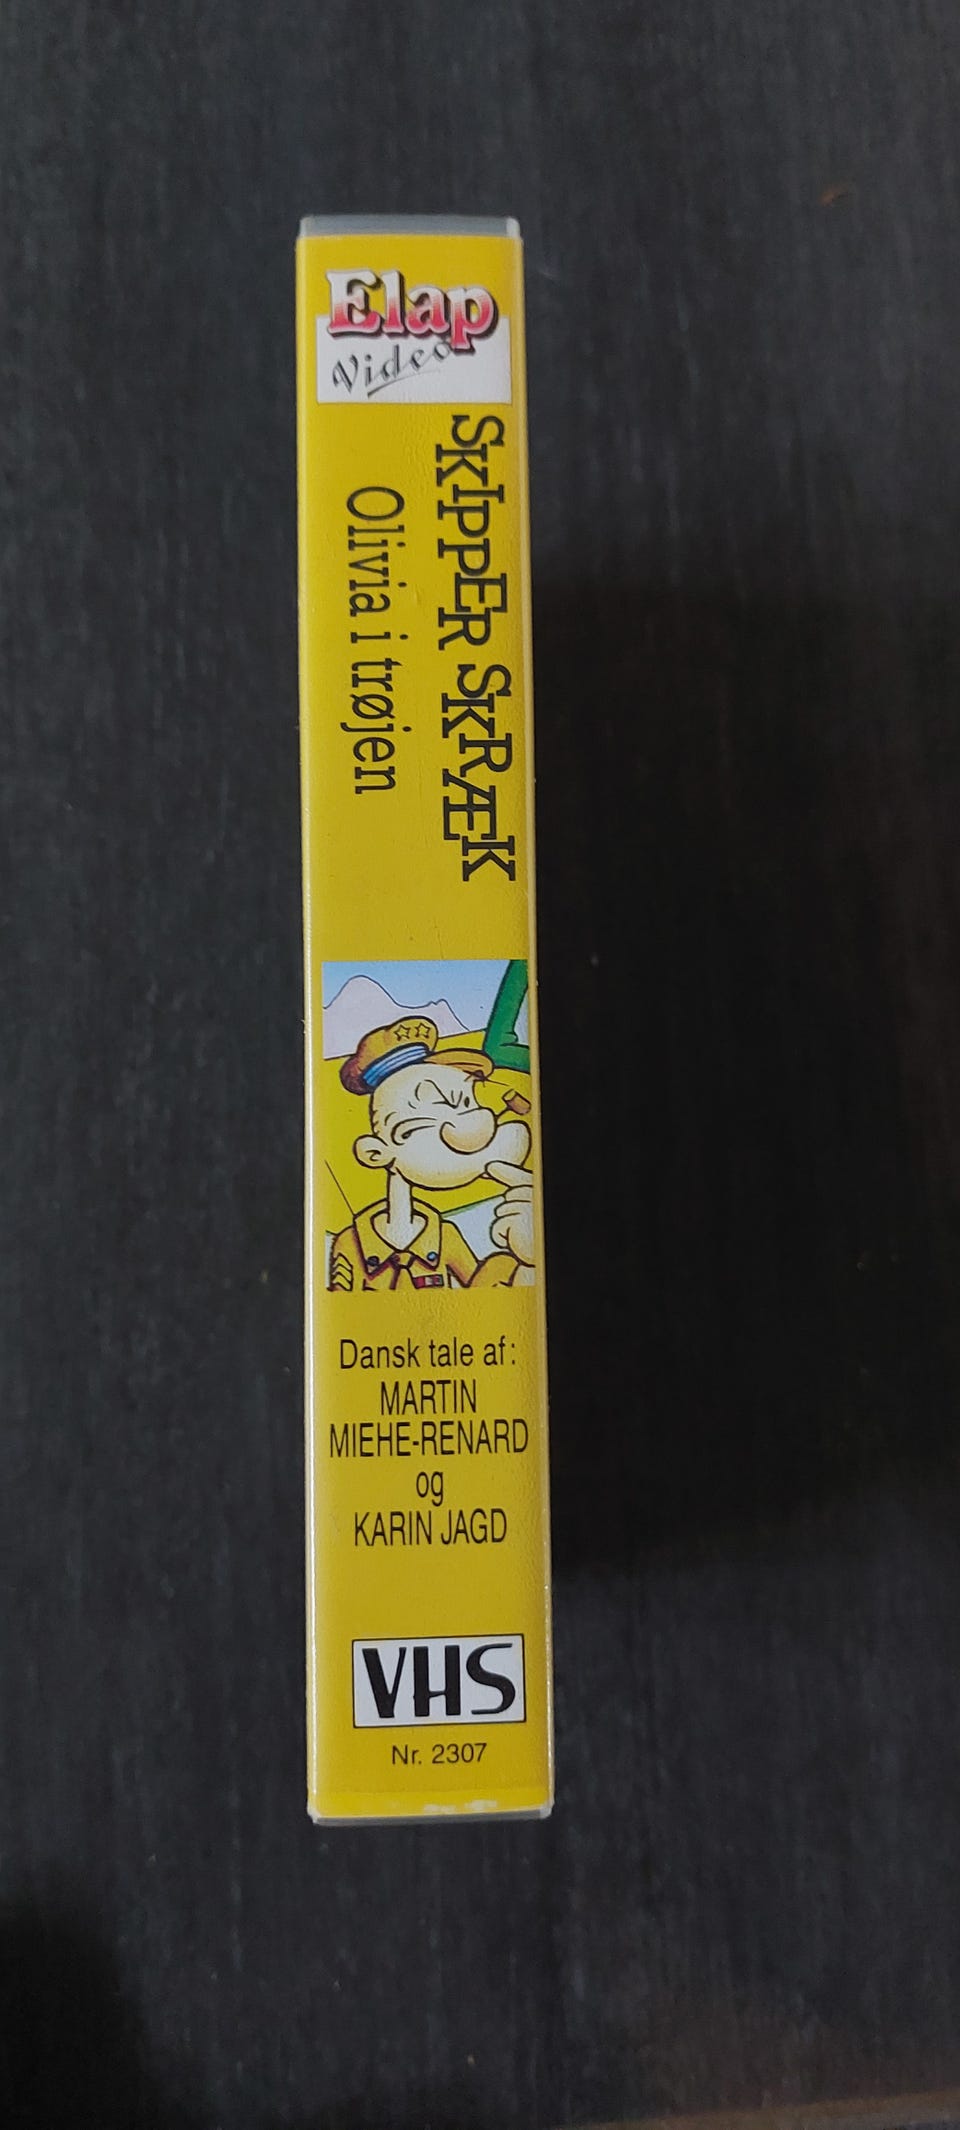 Elap
Video
SKIPPER SKRÆK
Olivia i trøjen
Dansk tale af:
MARTIN
MIEHE-RENARD
og
KARIN JAGD
VHS
Nr. 2307